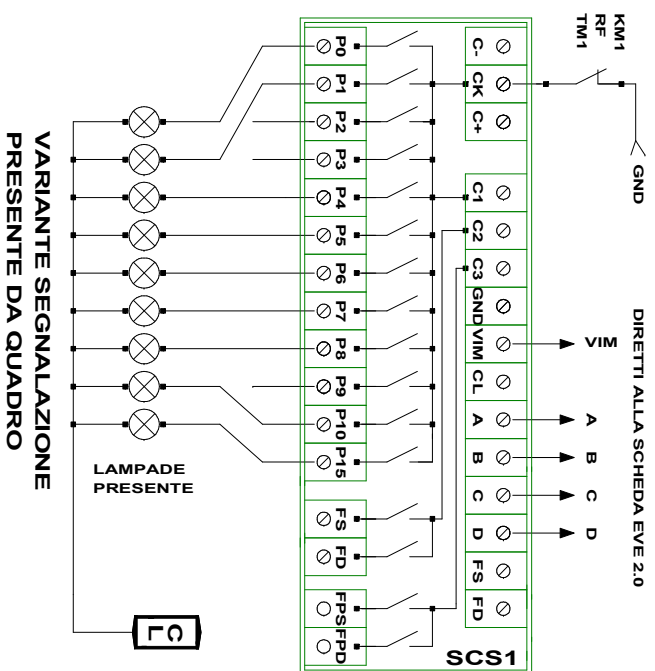 KM1
RF
TM1
GND
DIRETTI ALLA SCHEDA EVE 2.0
C-
CK
C+
C1
C2
C3
GND
VIM
CL
A
B
C
D
FS
FD
VIM
A
B
C
D
P0
P1
P2
P3
P4
P5
P6
P7
P8
P9
P10
P15
FS
FD
FPS
FPD
SCS1
LAMPADE
PRESENTE
CL
VARIANTE SEGNALAZIONE
PRESENTE DA QUADRO